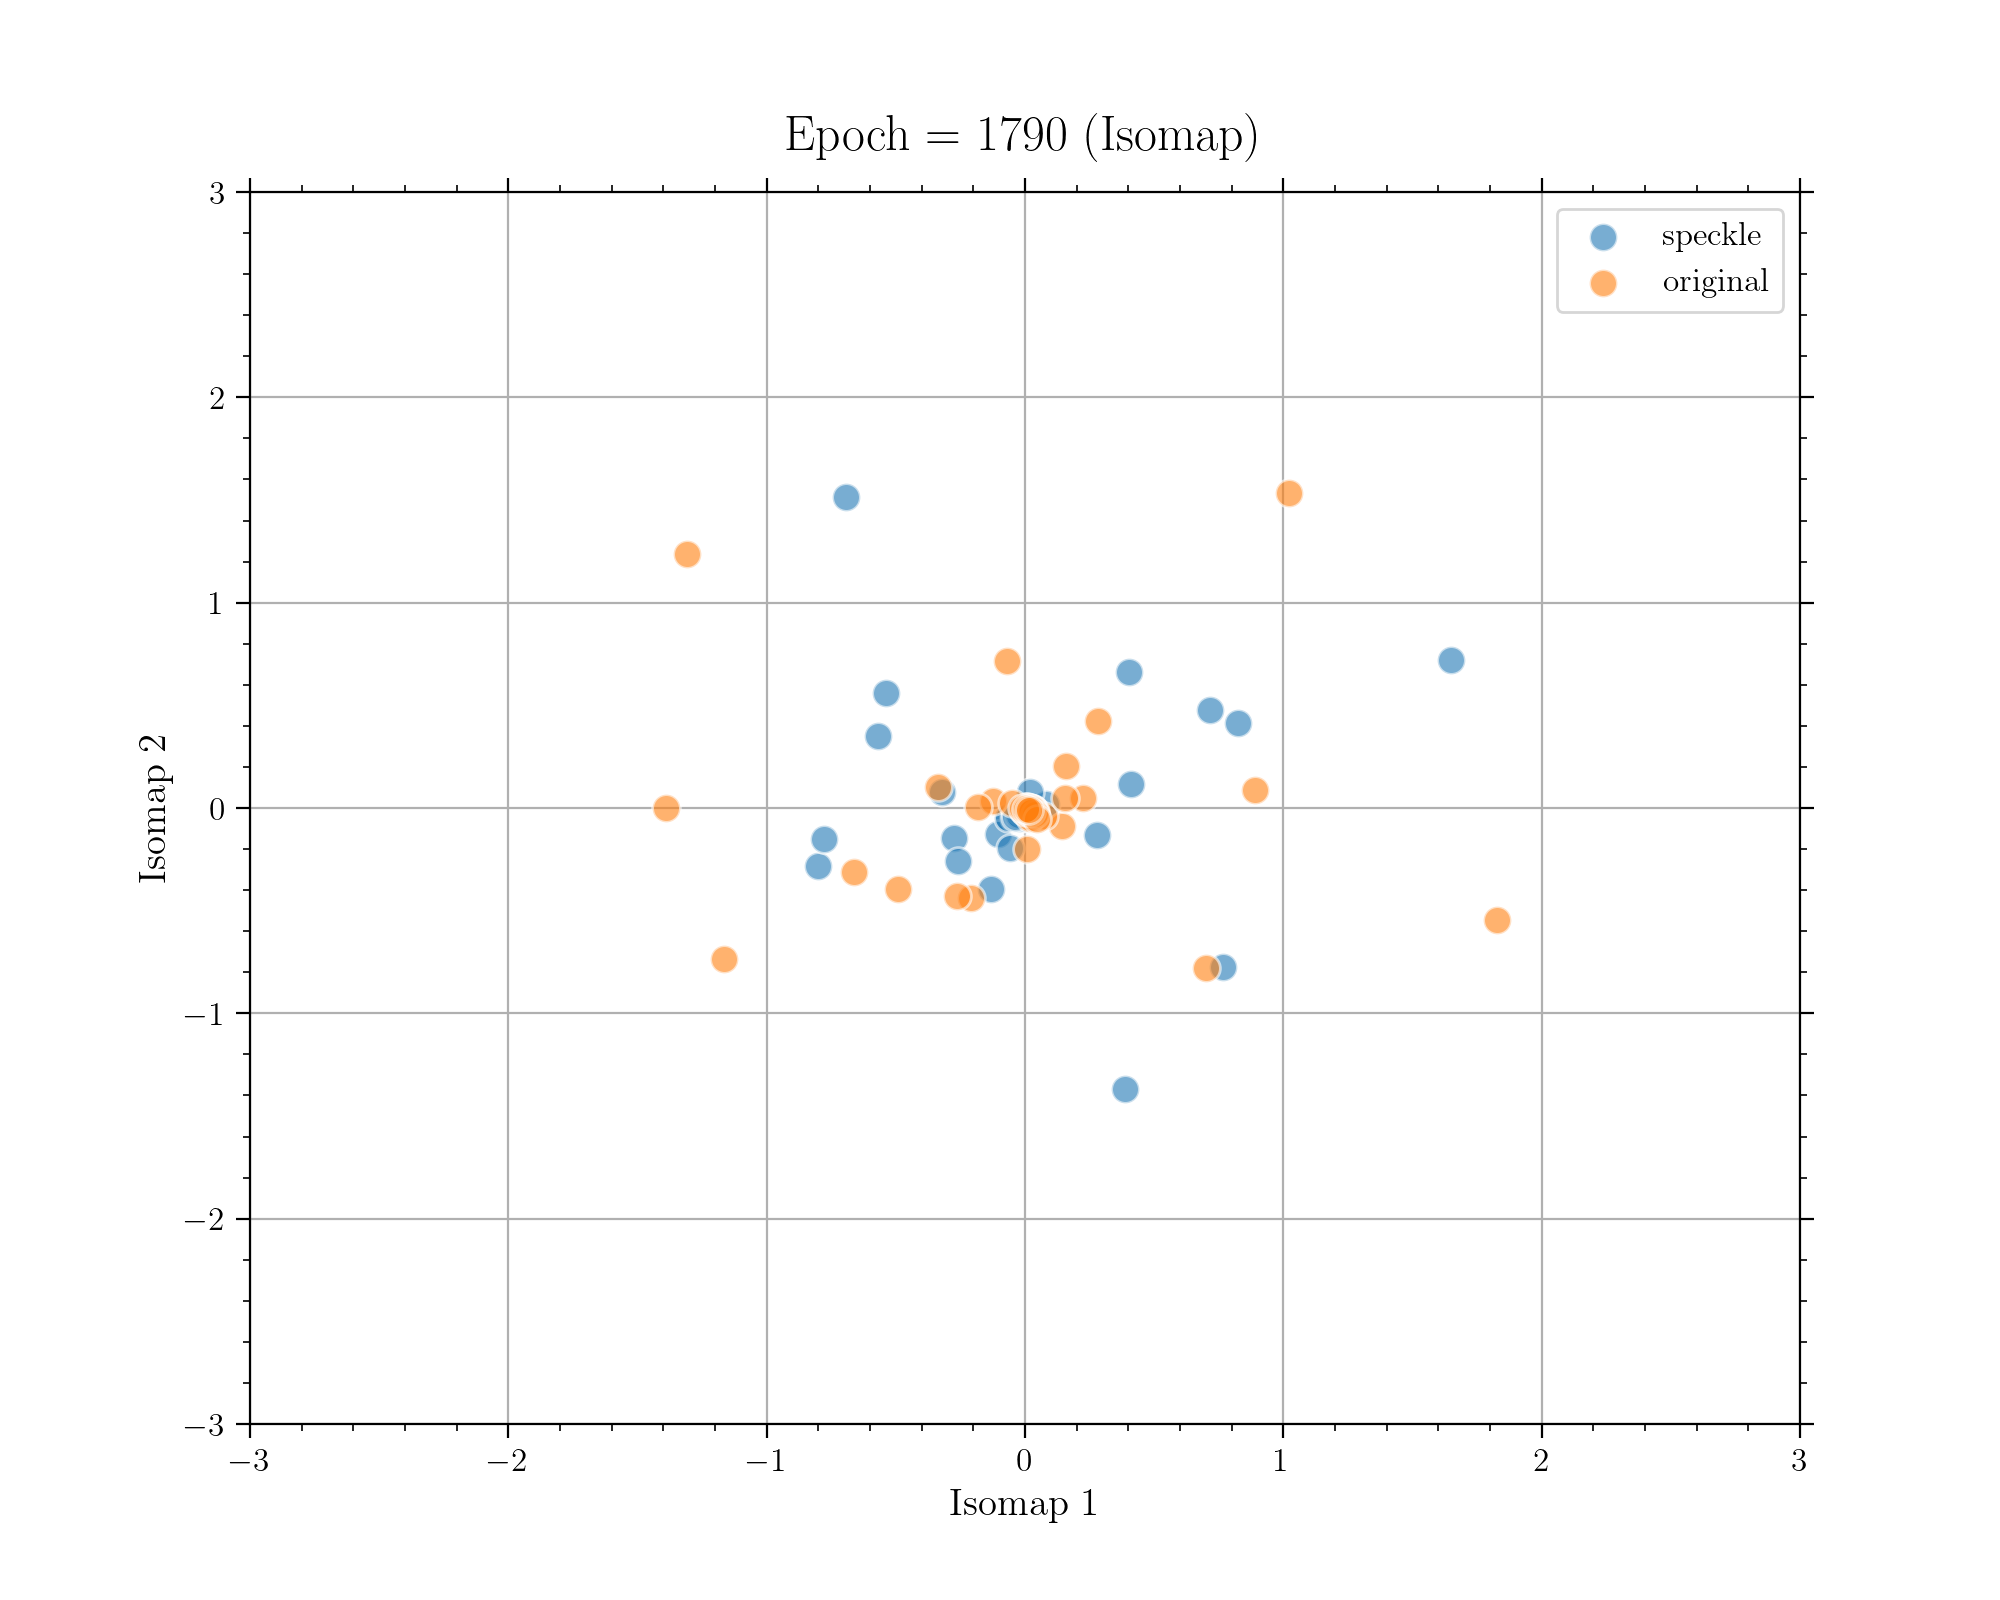 Epoch = 1790 (Isomap)
speckle
original
3
2
1
0
−1
−2
−3
Isomap 2
−3
−2
−1
0
1
2
3
Isomap 1